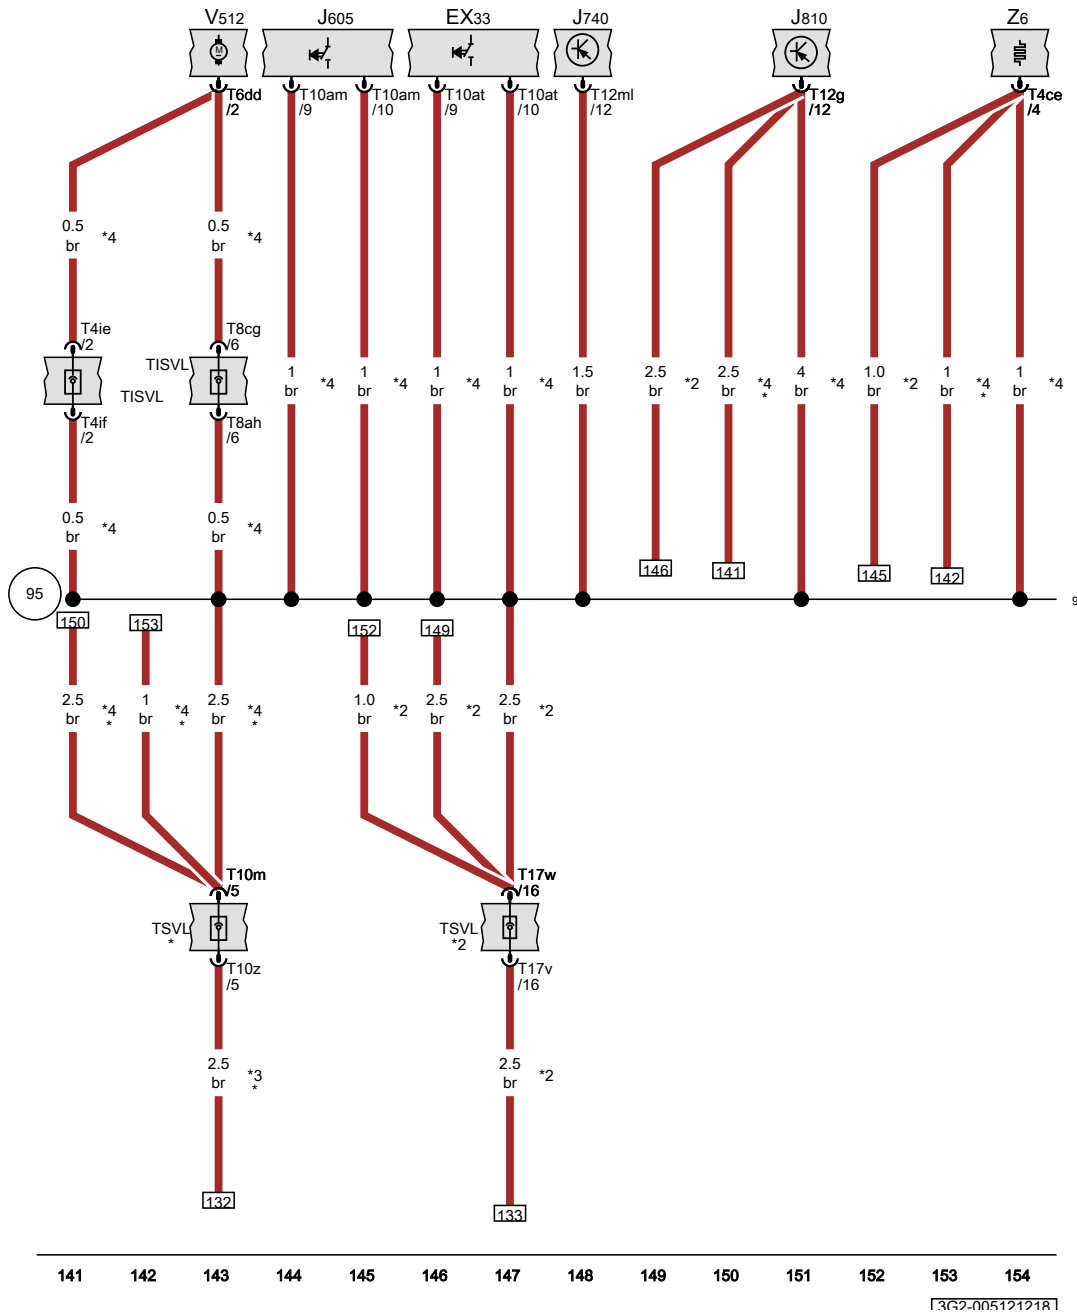 V512 J605 EX33 J740 J810 Z6
M
T6dd T10am T10am T10at T10at T12ml T12g T4ce
/2 /9 /10 /9 /10 /12 /12 /4
0.5 0.5
br *4 br *4
T4ie T8cg
/2 /6
TISVL
TISVL
1 1 1 1 1.5 2.5 2.5 4 1.0 1 1
br *4 br *4 br *4 br *4 br br *2 br *4 br *4 br *2 br *4 br *4
* *
T4if T8ah
/2 /6
0.5 0.5
br *4 br *4
146 141 145 142
95
9
150 153 152 149
2.5 1 2.5 1.0 2.5 2.5
br *4 br *4 br *4 br *2 br *2 br *2
* * *
T10m T17w
/5 /16
TSVL TSVL
* *2
T10z T17v
/5 /16
2.5 2.5
br *3 br *2
*
132 133
141 142 143 144 145 146 147 148 149 150 151 152 153 154
3G2-005121218